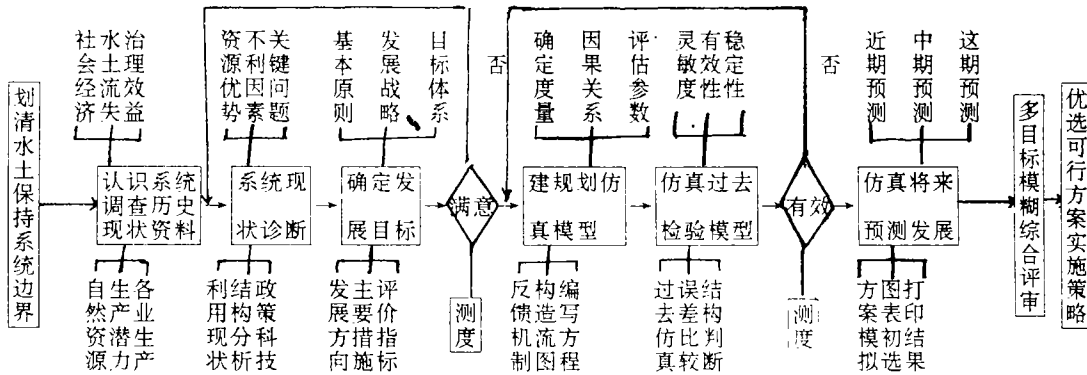 划清水土保持系统边界
社会经济
水土流失
治理效益
认识系统
调查历史
现状资料
自然资源
生产潜力
各业生产
资源优势
不利因素
关键问题
系统现
状诊断
利用现状
结构分析
政策科技
基本原则
发展战略
目标体系
确定发
展目标
发展方向
主要措施
评价指标
否
满意
测度
确定度量
因果关系
评估参数
建规划仿
真模型
反馈机制
构造流图
编写方程
灵敏度
有效性
稳定性
仿真过去
检验模型
过去仿真
误差比较
结构判断
否
有效
测度
近期预测
中期预测
这期预测
仿真将来
预测发展
方案模拟
图表初选
打印结果
多目标模糊综合评审
优选可行方案实施策略